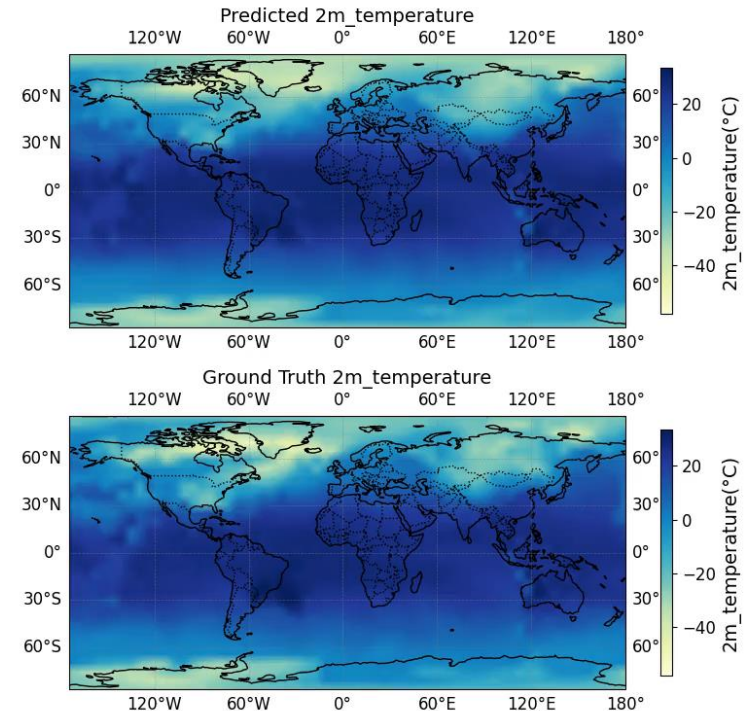 Predicted 2m_temperature
120°W 60°W 0° 60°E 120°E 180°
60°N 60°
30°N 30°
0° 0°
30°S 30°
60°S 60°
120°W 60°W 0° 60°E 120°E 180°
20
0
−20
−40
2m_temperature(°C)
Ground Truth 2m_temperature
120°W 60°W 0° 60°E 120°E 180°
60°N 60°
30°N 30°
0° 0°
30°S 30°
60°S 60°
120°W 60°W 0° 60°E 120°E 180°
20
0
−20
−40
2m_temperature(°C)